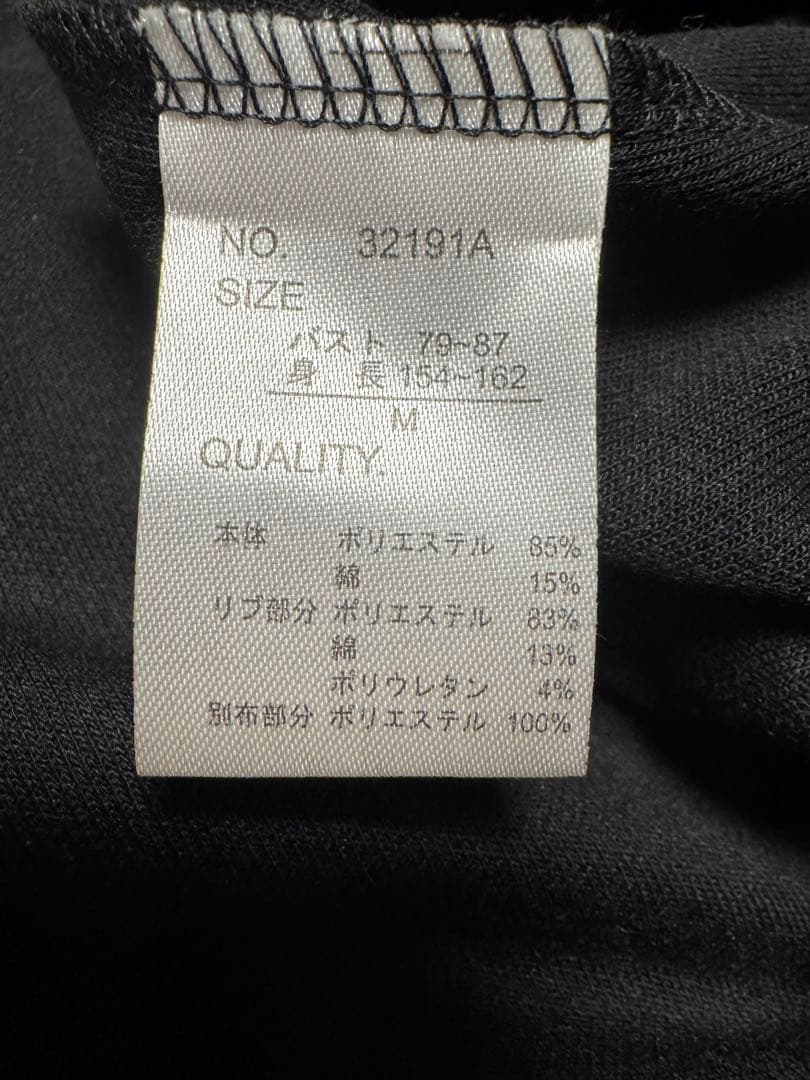 NO. 32191A
SIZE
バスト 79~87
身 長 154~162
M
QUALITY.
本体 ポリエステル 85%
綿 15%
リブ部分 ポリエステル 83%
綿 13%
ポリウレタン 4%
別布部分 ポリエステル 100%